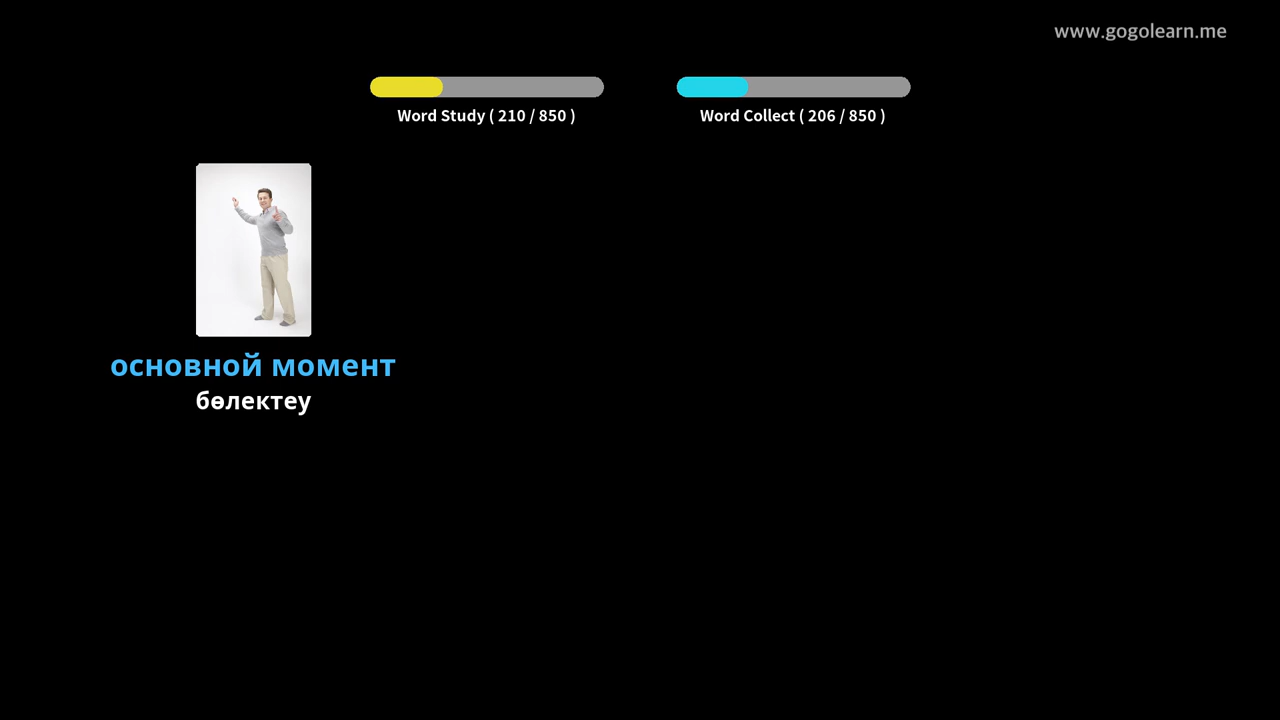 www.gogolearn.me
Word Study ( 210 / 850 )
Word Collect ( 206 / 850 )
основной момент
бөлектеу